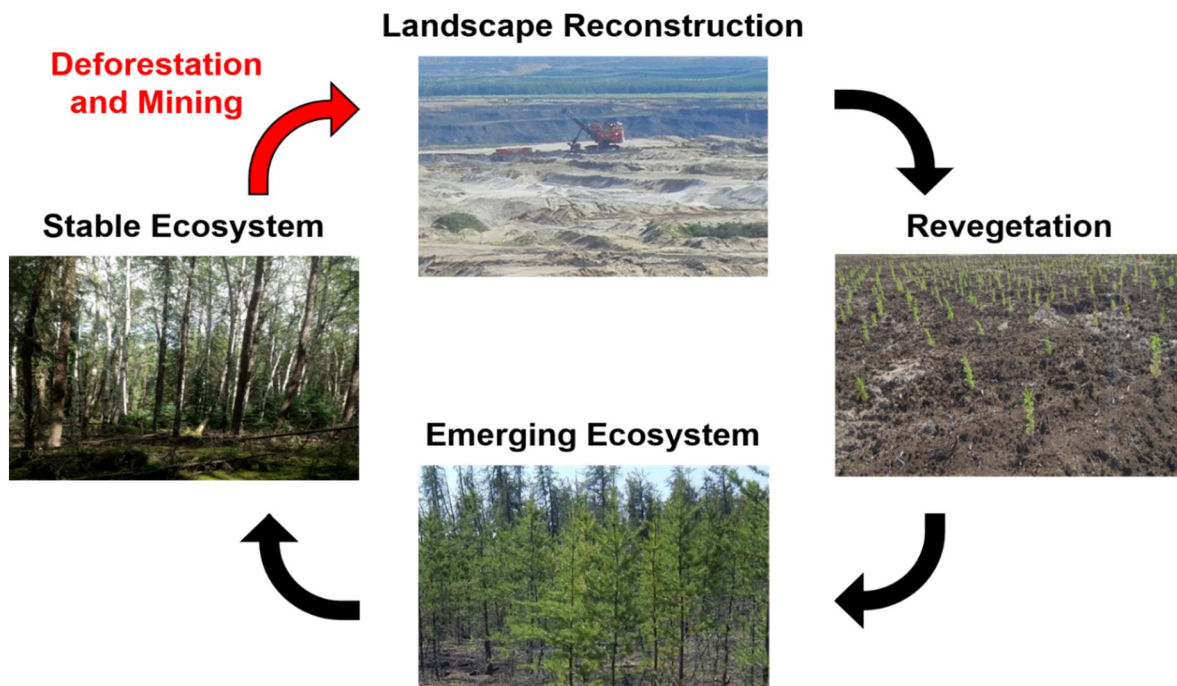 Landscape Reconstruction
Deforestation
and Mining
Stable Ecosystem
Revegetation
Emerging Ecosystem